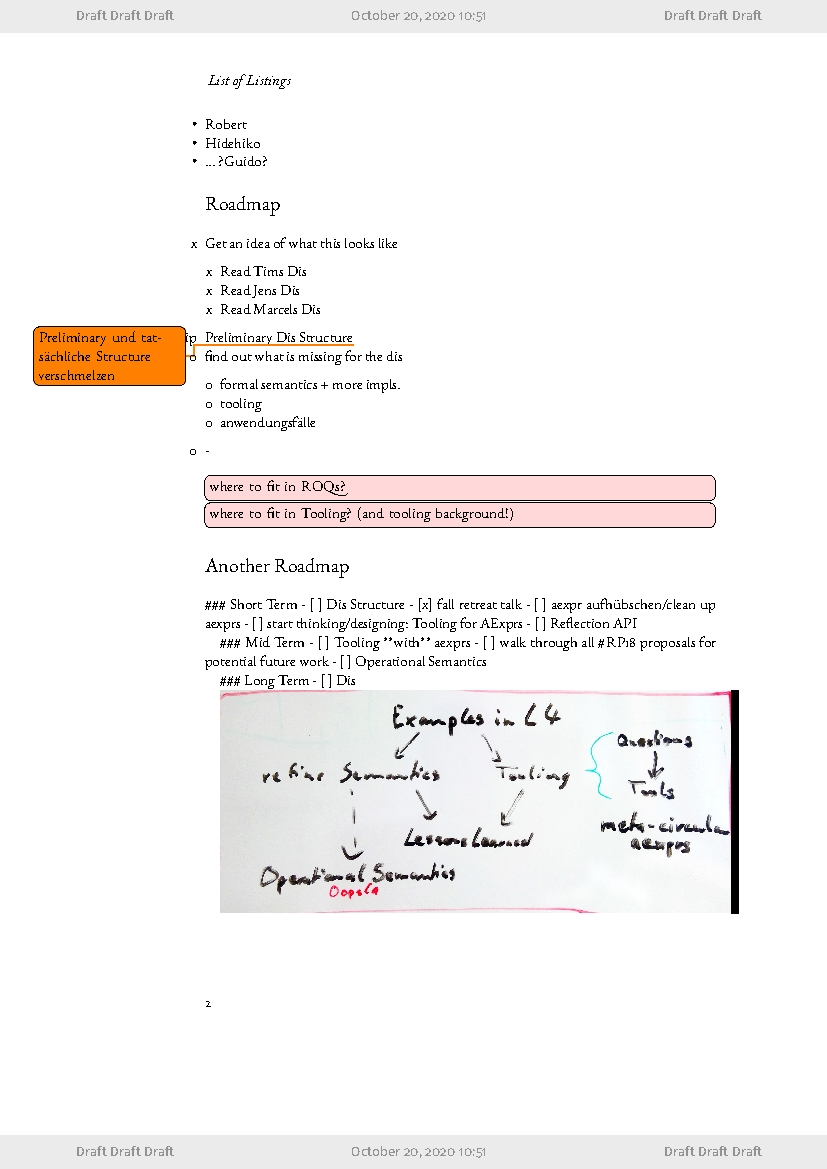 Draft Draft Draft October 20, 2020 10:51 Draft Draft Draft
List of Listings
• Robert
• Hidehiko
• ... ?Guido?
Roadmap
x Get an idea of what this looks like
x Read Tims Dis
x Read Jens Dis
x Read Marcels Dis
Preliminary und tat-
sächliche Structure
verschmelzen
ip Preliminary Dis Structure
o find out what is missing for the dis
o formal semantics + more impls.
o tooling
o anwendungsfälle
o -
where to fit in ROQs?
where to fit in Tooling? (and tooling background!)
Another Roadmap
### Short Term - [ ] Dis Structure - [x] fall retreat talk - [ ] aexpr aufhübschen/clean up
aexprs - [ ] start thinking/designing: Tooling for AExprs - [ ] Reflection API
### Mid Term - [ ] Tooling **with** aexprs - [ ] walk through all #RP18 proposals for
potential future work - [ ] Operational Semantics
### Long Term - [ ] Dis
Examples in L4
refine Semantics
Tooling
Questions
Tools
Lessons Learned
meta-circular
aexprs
Operational Semantics
Oopsla
2
Draft Draft Draft October 20, 2020 10:51 Draft Draft Draft